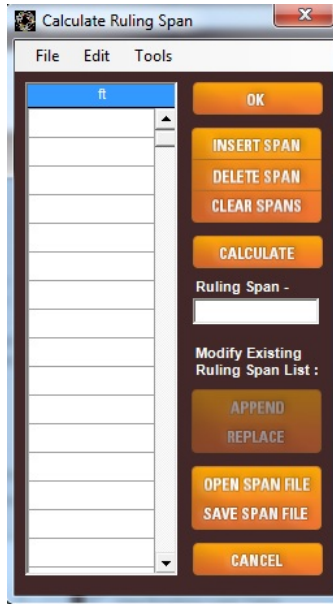 Calculate Ruling Span
File Edit Tools
ft
OK
INSERT SPAN
DELETE SPAN
CLEAR SPANS
CALCULATE
Ruling Span -
Modify Existing
Ruling Span List :
APPEND
REPLACE
OPEN SPAN FILE
SAVE SPAN FILE
CANCEL